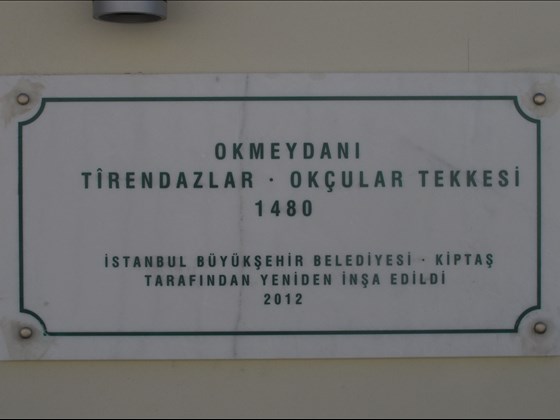 OKMEYDANI
TÎRENDAZLAR · OKÇULAR TEKKESİ
1480
İSTANBUL BÜYÜKŞEHİR BELEDİYESİ · KİPTAŞ
TARAFINDAN YENİDEN İNŞA EDİLDİ
2012